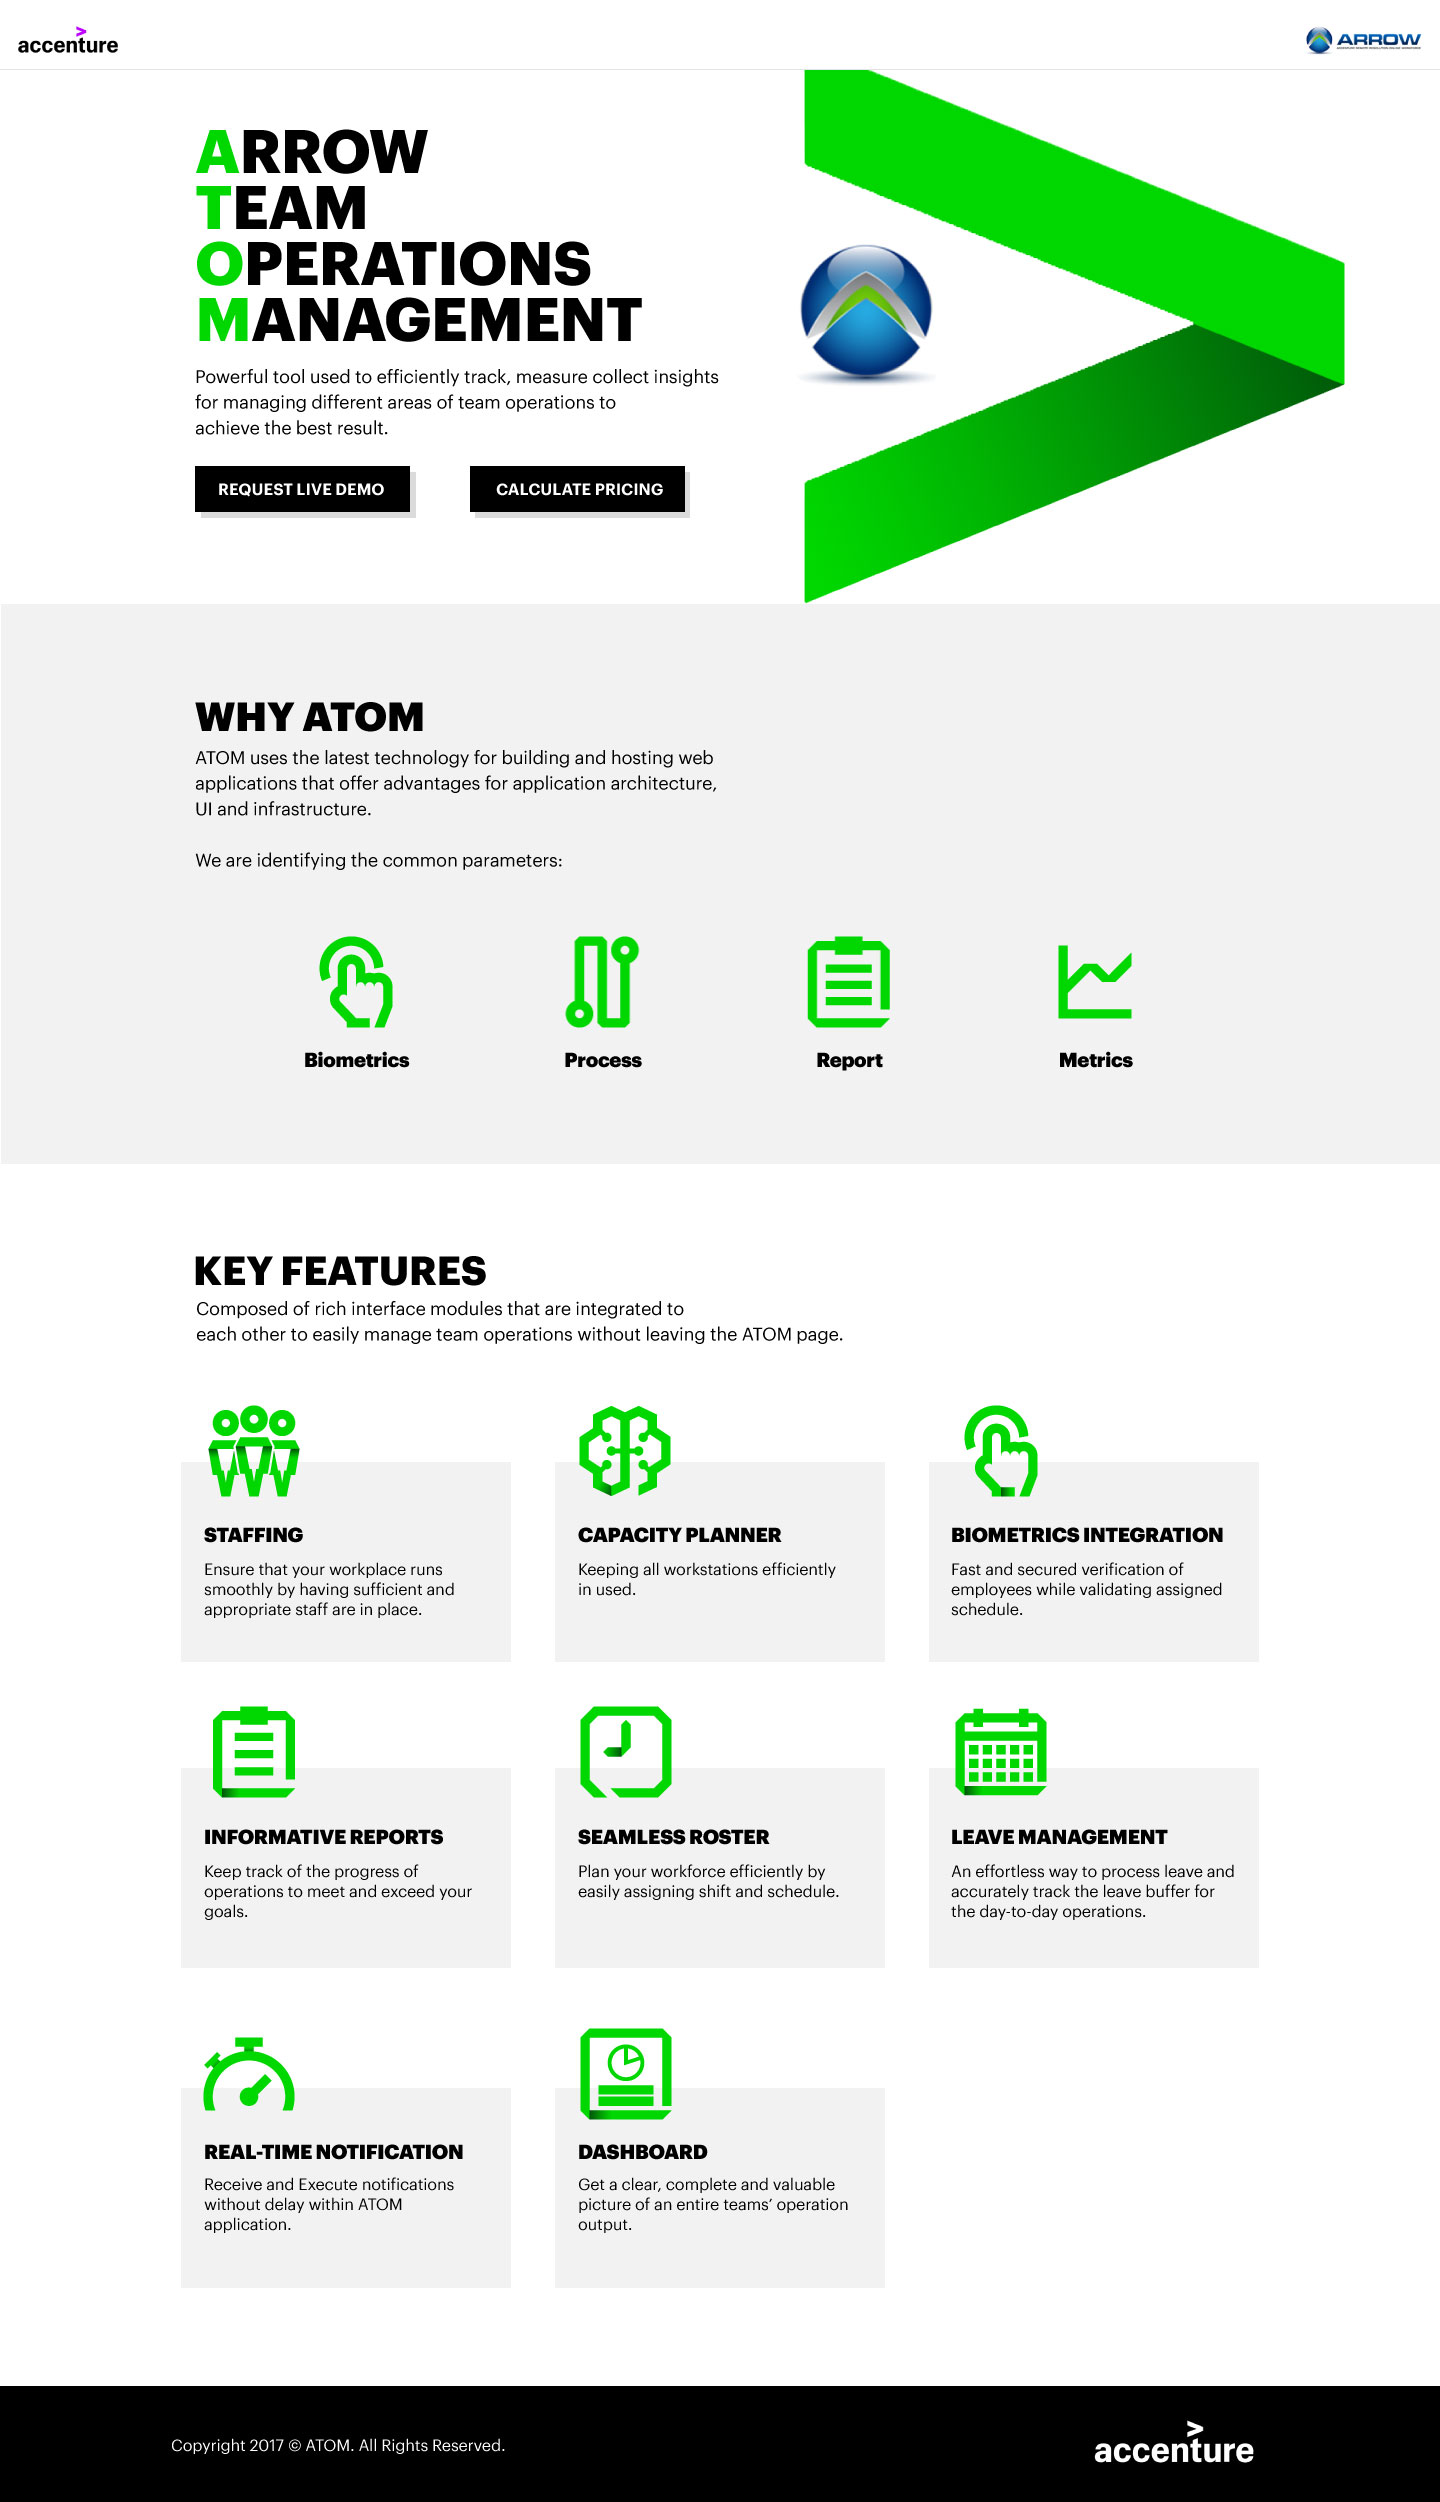 accenture
ARROW
ARROW
TEAM
OPERATIONS
MANAGEMENT
Powerful tool used to efficiently track, measure collect insights
for managing different areas of team operations to
achieve the best result.
REQUEST LIVE DEMO
CALCULATE PRICING
WHY ATOM
ATOM uses the latest technology for building and hosting web
applications that offer advantages for application architecture,
UI and infrastructure.
We are identifying the common parameters:
Biometrics
Process
Report
Metrics
KEY FEATURES
Composed of rich interface modules that are integrated to
each other to easily manage team operations without leaving the ATOM page.
STAFFING
Ensure that your workplace runs
smoothly by having sufficient and
appropriate staff are in place.
CAPACITY PLANNER
Keeping all workstations efficiently
in used.
BIOMETRICS INTEGRATION
Fast and secured verification of
employees while validating assigned
schedule.
INFORMATIVE REPORTS
Keep track of the progress of
operations to meet and exceed your
goals.
SEAMLESS ROSTER
Plan your workforce efficiently by
easily assigning shift and schedule.
LEAVE MANAGEMENT
An effortless way to process leave and
accurately track the leave buffer for
the day-to-day operations.
REAL-TIME NOTIFICATION
Receive and Execute notifications
without delay within ATOM
application.
DASHBOARD
Get a clear, complete and valuable
picture of an entire teams’ operation
output.
Copyright 2017 © ATOM. All Rights Reserved.
accenture